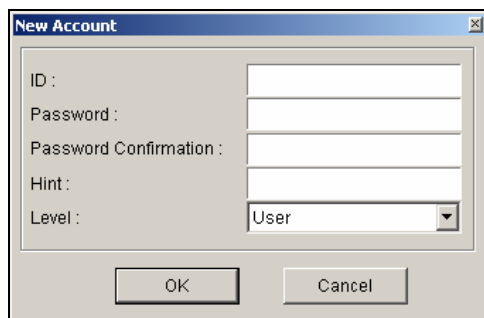 New Account
ID :
Password :
Password Confirmation :
Hint :
Level : User
OK Cancel